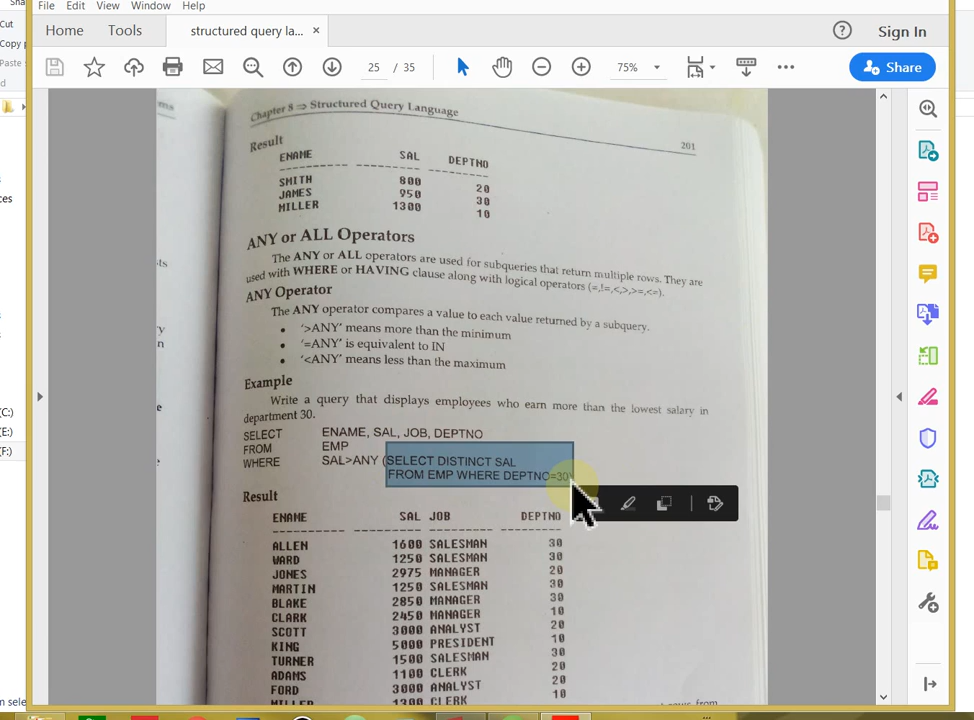 Sha
File Edit View Window Help
Cut
Home Tools structured query la... × Sign In
Copy p
Paste s
25 / 35 75% Share
Chapter 8 ⇒ Structured Query Language
201
Result
ENAME SAL DEPTNO
SMITH 800 20
JAMES 950 30
MILLER 1300 10
ANY or ALL Operators
The ANY or ALL operators are used for subqueries that return multiple rows. They are
used with WHERE or HAVING clause along with logical operators (=,!=,<,>,>=,<=).
ANY Operator
The ANY operator compares a value to each value returned by a subquery.
• '>ANY' means more than the minimum
• '=ANY' is equivalent to IN
• '<ANY' means less than the maximum
Example
Write a query that displays employees who earn more than the lowest salary in
department 30.
SELECT ENAME, SAL, JOB, DEPTNO
FROM EMP
WHERE SAL>ANY (SELECT DISTINCT SAL
FROM EMP WHERE DEPTNO=30)
Result
ENAME SAL JOB DEPTNO
ALLEN 1600 SALESMAN 30
WARD 1250 SALESMAN 30
JONES 2975 MANAGER 20
MARTIN 1250 SALESMAN 30
BLAKE 2850 MANAGER 30
CLARK 2450 MANAGER 10
SCOTT 3000 ANALYST 20
KING 5000 PRESIDENT 10
TURNER 1500 SALESMAN 30
ADAMS 1100 CLERK 20
FORD 3000 ANALYST 20
MILLER 1300 CLERK 10
(C:)
(E:)
(F:)